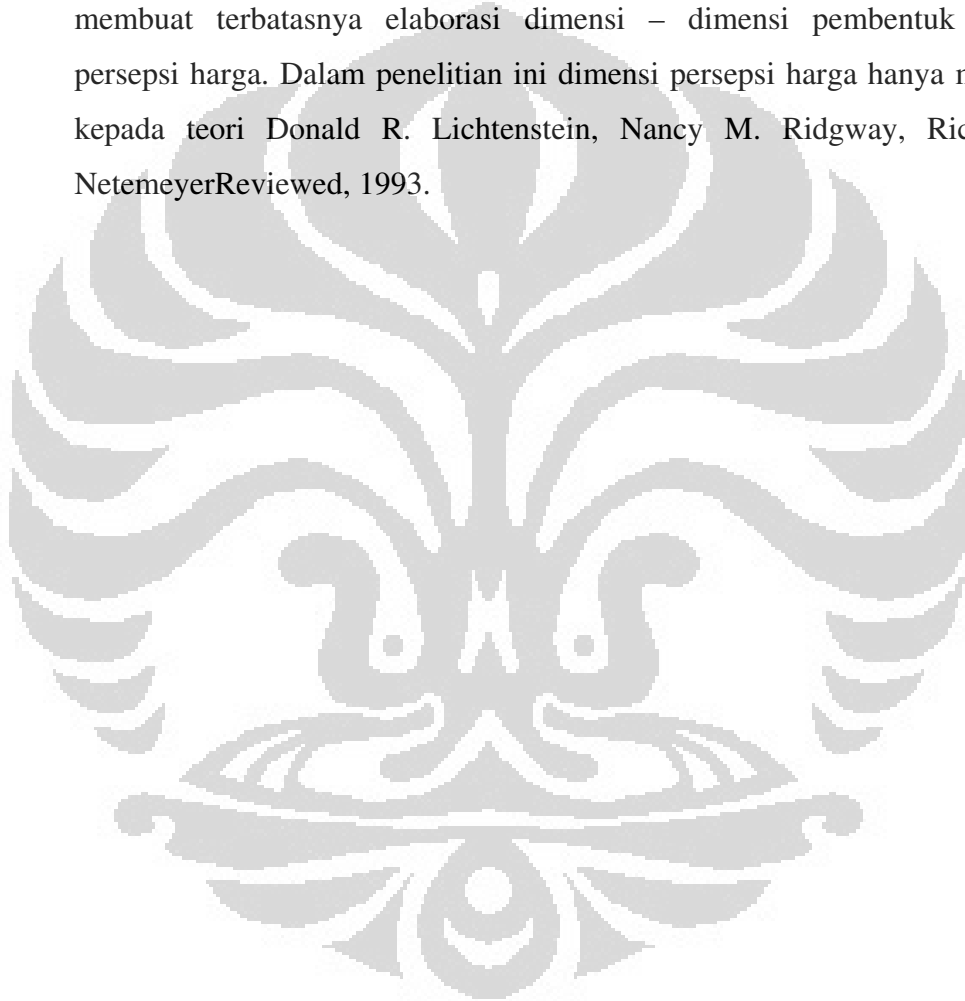 membuat terbatasnya elaborasi dimensi – dimensi pembentuk
persepsi harga. Dalam penelitian ini dimensi persepsi harga hanya
kepada teori Donald R. Lichtenstein, Nancy M. Ridgway,
NetemeyerReviewed, 1993.